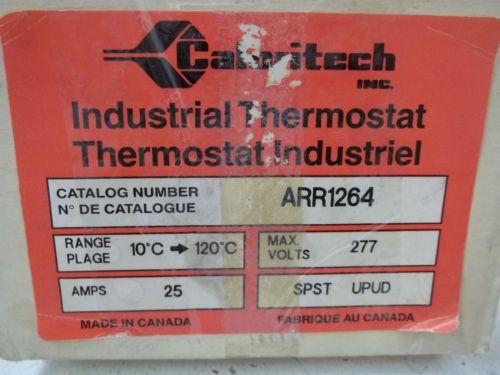 Caloritech
INC.
Industrial Thermostat
Thermostat Industriel
CATALOG NUMBER
N° DE CATALOGUE
ARR1264
RANGE
PLAGE
10°C → 120°C
MAX.
VOLTS
277
AMPS
25
SPST UPUD
MADE IN CANADA
FABRIQUÉ AU CANADA